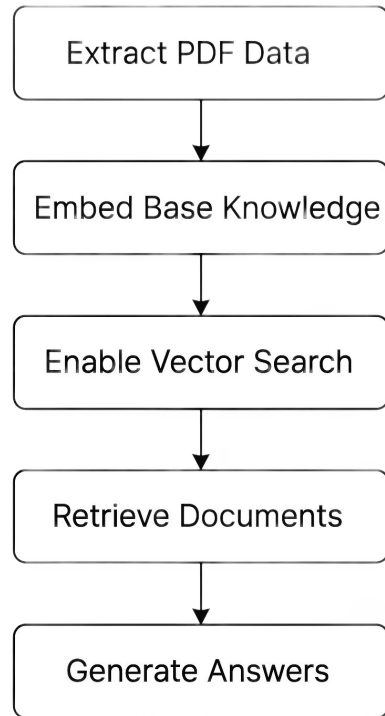 Extract PDF Data
Embed Base Knowledge
Enable Vector Search
Retrieve Documents
Generate Answers